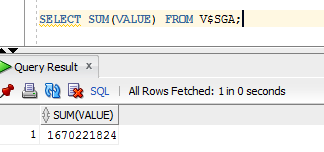 SELECT SUM(VALUE) FROM V$SGA;
Query Result ×
SQL | All Rows Fetched: 1 in 0 seconds
SUM(VALUE)
1 1670221824